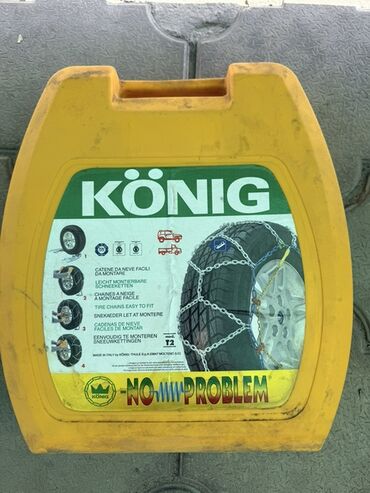 KÖNIG
1
CATENE DA NEVE FACILI
DA MONTARE
2
LEICHT MONTIERBARE
SCHNEEKETTEN
CHAINES A NEIGE
A MONTAGE FACILE
3
TIRE CHAINS EASY TO FIT
SNEKÆDER LET AT MONTERE
CADENAS DE NIEVE
FACILES DE MONTAR
EENVOUDIG TE MONTEREN
SNEEUWKETTINGEN
4
T2
KÖNIG
NO PROBLEM